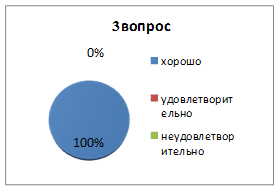 3вопрос
0%
100%
хорошо
удовлетворит
ельно
неудовлетвор
ительно